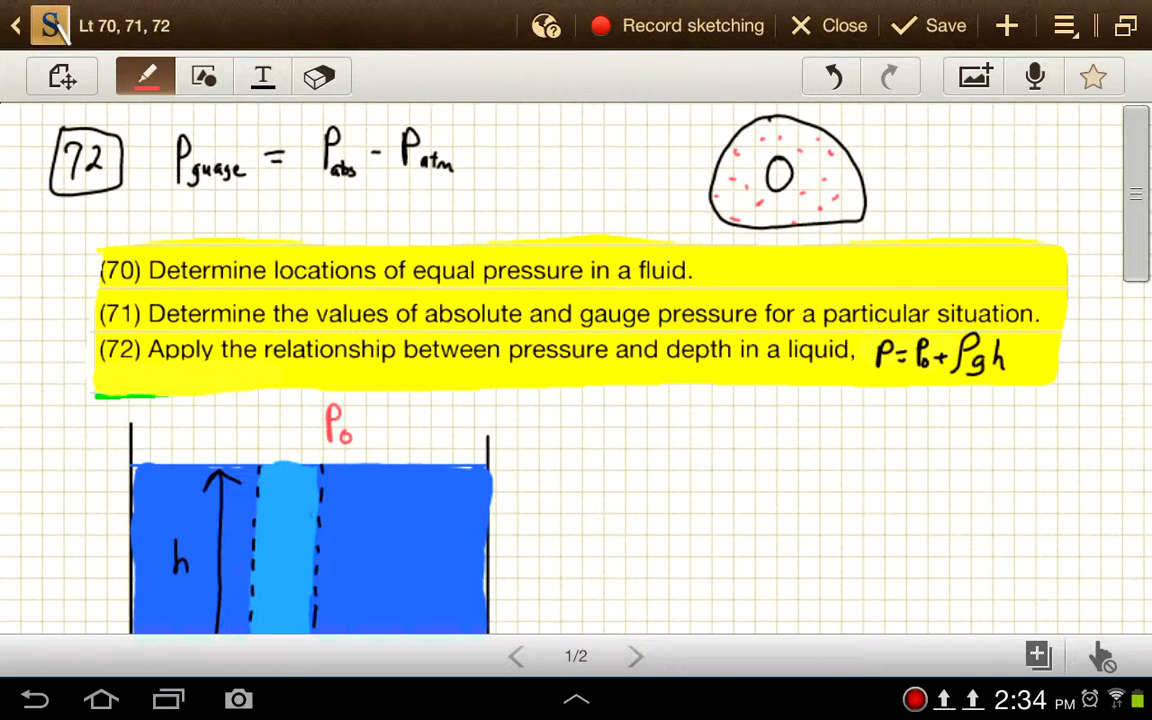 S Lt 70, 71, 72 Record sketching Close Save
T
72 Pguage = Pabs - Patm
(70) Determine locations of equal pressure in a fluid.
(71) Determine the values of absolute and gauge pressure for a particular situation.
(72) Apply the relationship between pressure and depth in a liquid, P = P₀ + ρgh
P₀
h
1/2
2:34 PM